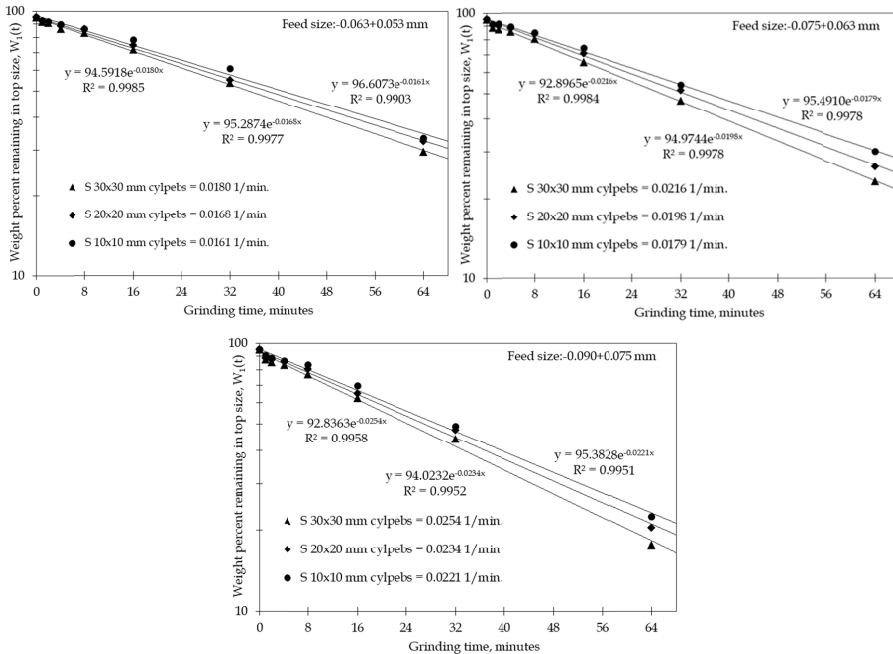 Feed size:-0.063+0.053 mm
Weight percent remaining in top size, W₁(t)
100
10
y = 94.5918e^-0.0180x
R² = 0.9985
96.6073e^-0.0161x
R² = 0.9903
y = 95.2874e^-0.0168x
R² = 0.9977
▲ S 30x30 mm cylpebs = 0.0180 1/min.
◆ S 20x20 mm cylpebs = 0.0168 1/min.
● S 10x10 mm cylpebs = 0.0161 1/min.
0 8 16 24 32 40 48 56 64
Grinding time, minutes
Feed size:-0.075+0.063 mm
Weight percent remaining in top size, W₁(t)
100
10
y = 92.8965e^-0.0216x
R² = 0.9984
y = 95.4910e^-0.0179x
R² = 0.9978
y = 94.9744e^-0.0198x
R² = 0.9978
▲ S 30x30 mm cylpebs = 0.0216 1/min.
◆ S 20x20 mm cylpebs = 0.0198 1/min.
● S 10x10 mm cylpebs = 0.0179 1/min.
0 8 16 24 32 40 48 56 64
Grinding time, minutes
Feed size:-0.090+0.075 mm
Weight percent remaining in top size, W₁(t)
100
10
y = 92.8363e^-0.0254x
R² = 0.9958
y = 95.3828e^-0.0221x
R² = 0.9951
y = 94.0232e^-0.0234x
R² = 0.9952
▲ S 30x30 mm cylpebs = 0.0254 1/min.
◆ S 20x20 mm cylpebs = 0.0234 1/min
● S 10x10 mm cylpebs = 0.0221 1/min.
0 8 16 24 32 40 48 56 64
Grinding time, minutes